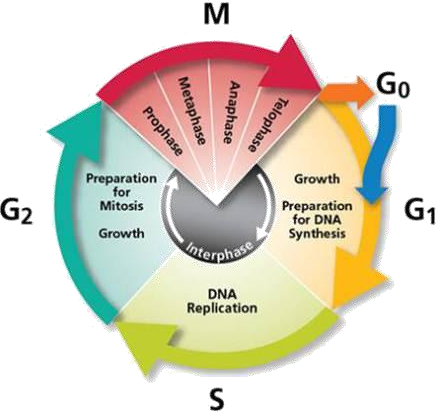 M
G0
Prophase
Metaphase
Anaphase
Telophase
G2
Preparation
for
Mitosis
Growth
Growth
Preparation
for DNA
Synthesis
G1
Interphase
DNA
Replication
S